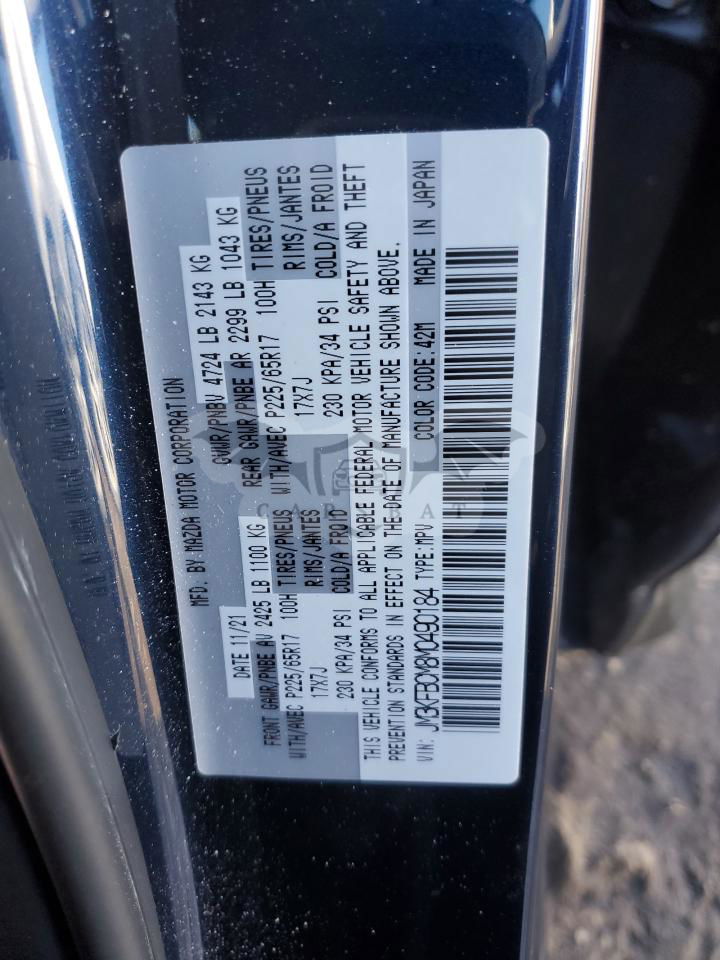 MFD. BY MAZDA MOTOR CORPORATION
DATE 11/21 GVWR/PNBV 4724 LB 2143 KG
FRONT GAWR/PNBE AV 2425 LB 1100 KG REAR GAWR/PNBE AR 2299 LB 1043 KG
WITH/AVEC P225/65R17 100H TIRES/PNEUS WITH/AVEC P225/65R17 100H TIRES/PNEUS
17X7J RIMS/JANTES 17X7J RIMS/JANTES
230 KPA/34 PSI COLD/A FROID 230 KPA/34 PSI COLD/A FROID
THIS VEHICLE CONFORMS TO ALL APPLICABLE FEDERAL MOTOR VEHICLE SAFETY AND THEFT
PREVENTION STANDARDS IN EFFECT ON THE DATE OF MANUFACTURE SHOWN ABOVE.
VIN: JM3KFBCM8M0490184 TYPE:MPV COLOR CODE:42M MADE IN JAPAN
CAR BAT